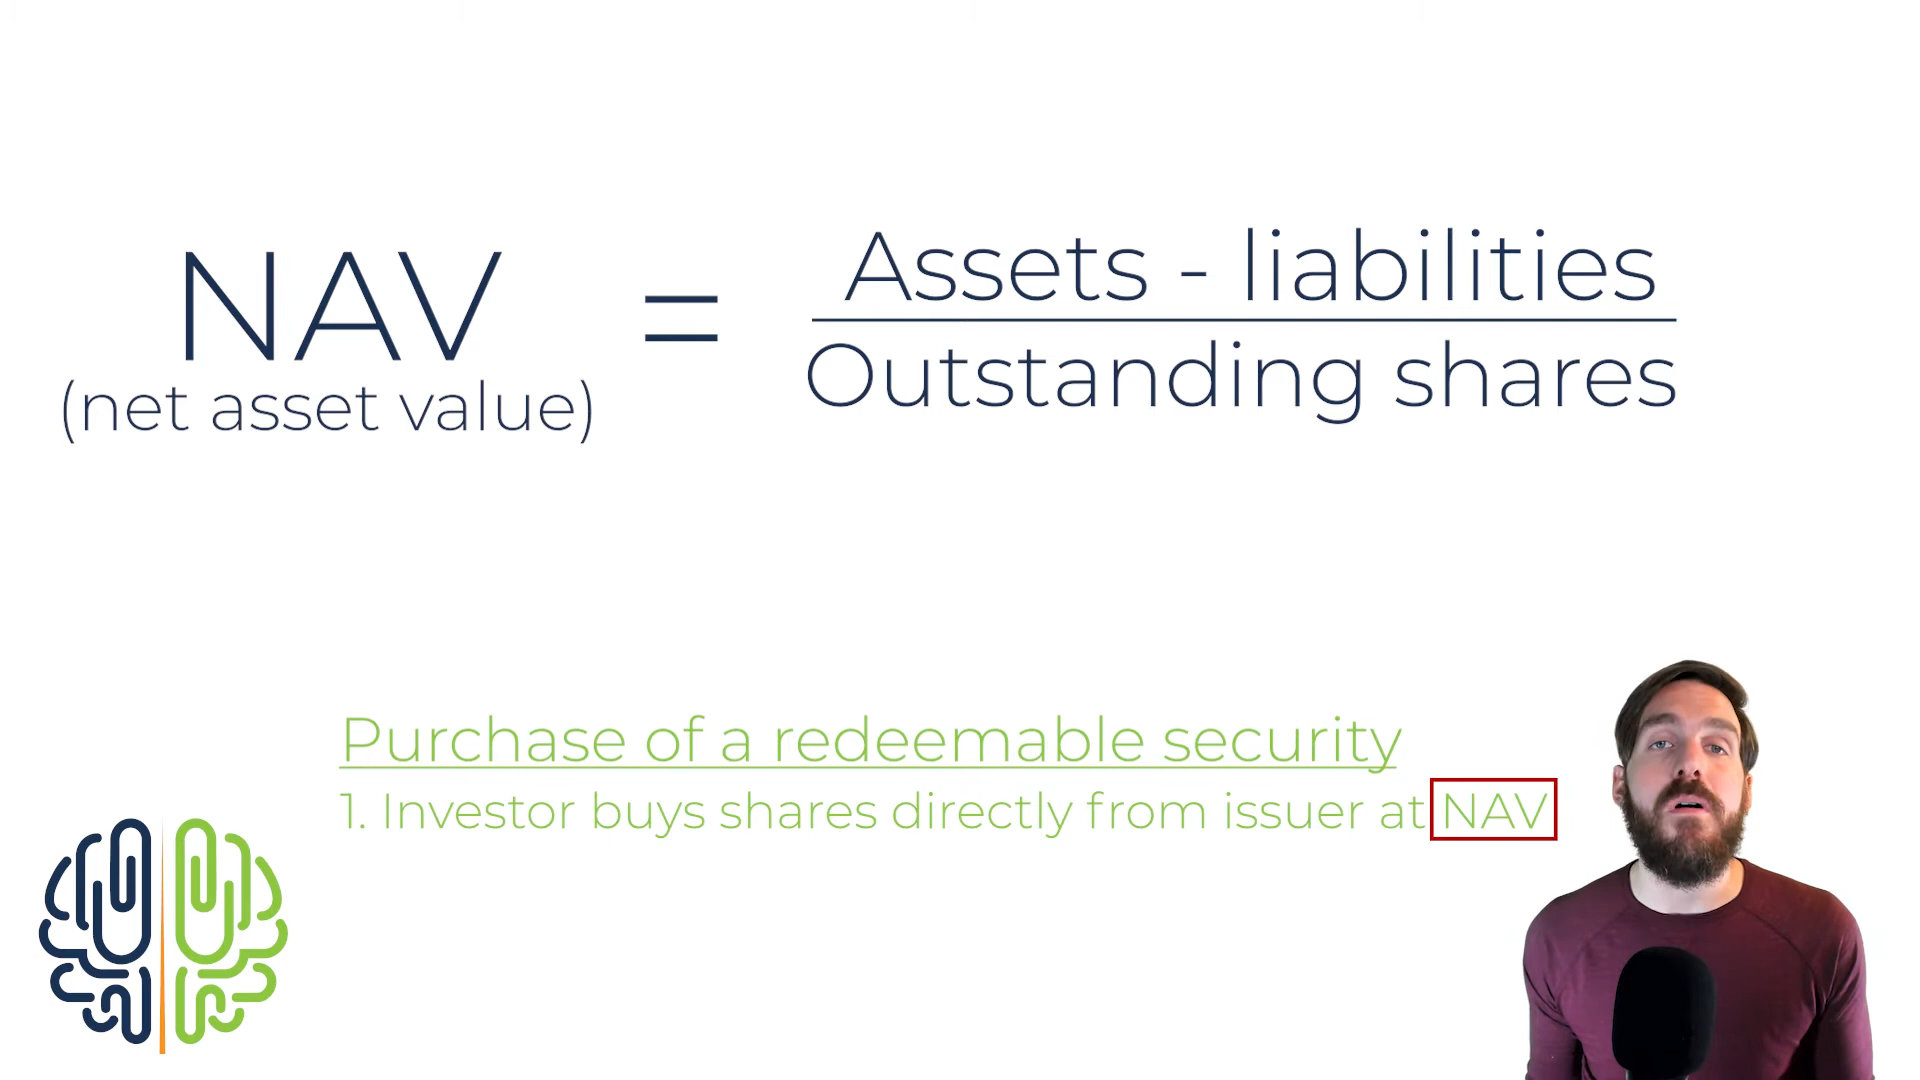 NAV = Assets - liabilities
(net asset value) Outstanding shares
Purchase of a redeemable security
1. Investor buys shares directly from issuer at NAV